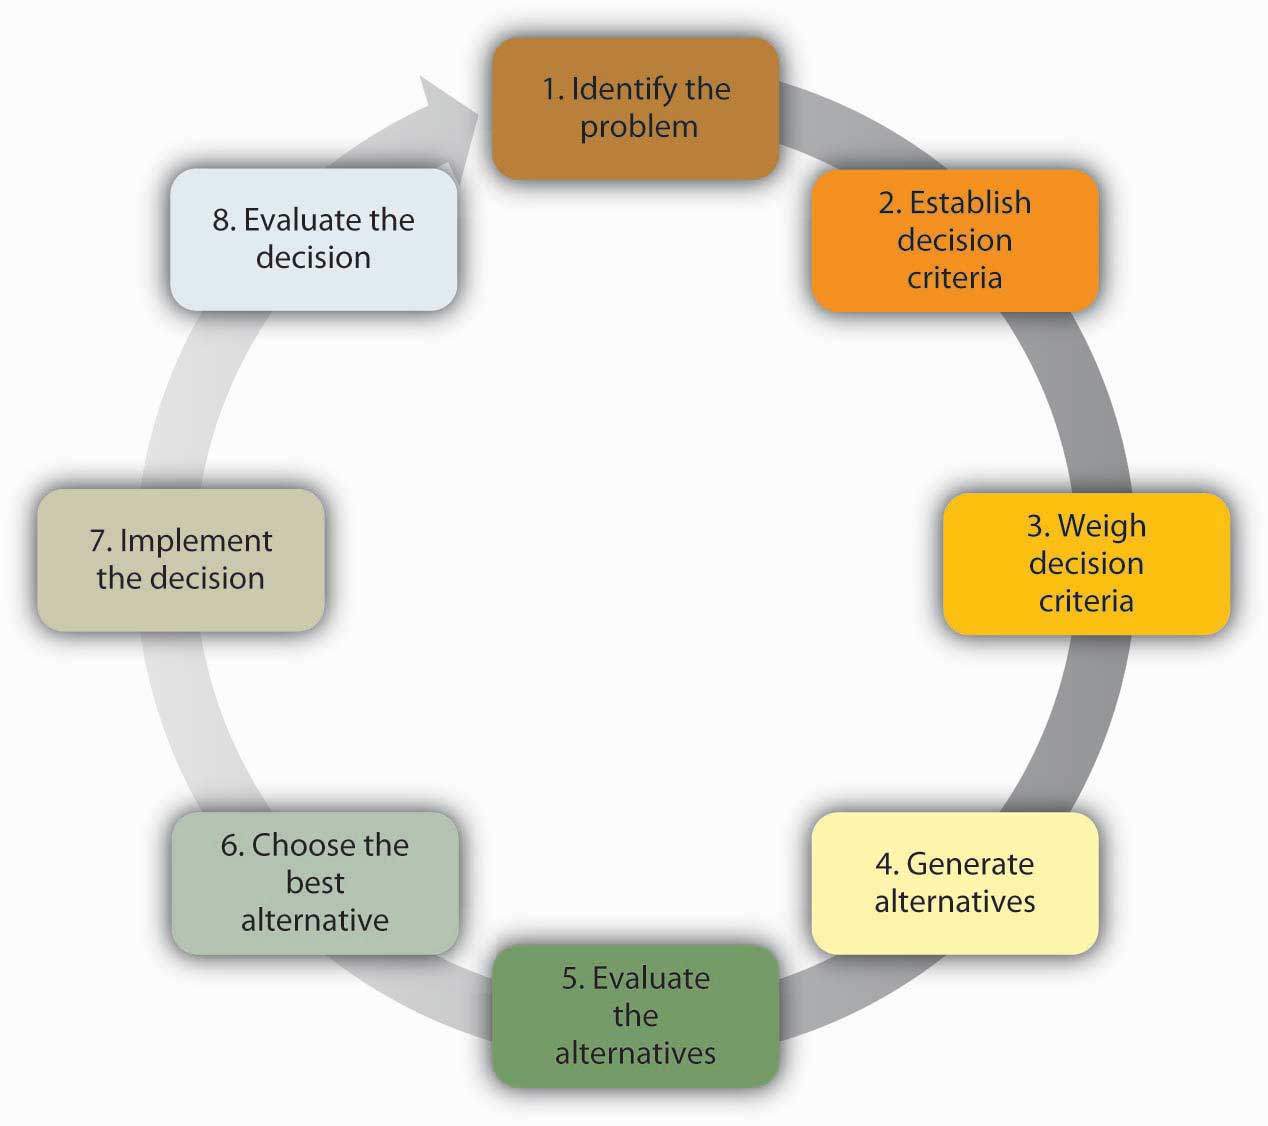 1. Identify the
problem
2. Establish
decision
criteria
3. Weigh
decision
criteria
4. Generate
alternatives
5. Evaluate
the
alternatives
6. Choose the
best
alternative
7. Implement
the decision
8. Evaluate the
decision